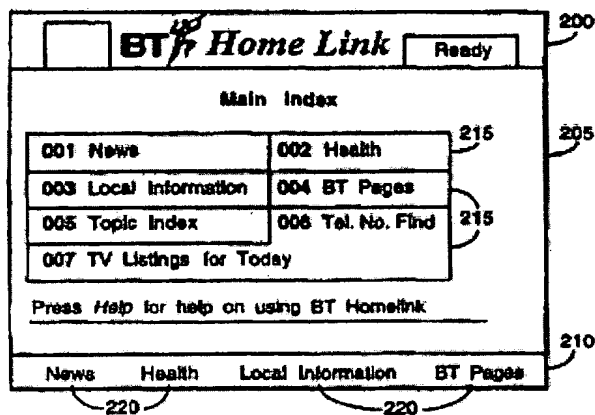 BT Home Link Ready 200
Main Index
215 205
001 News 002 Health
003 Local Information 004 BT Pages
215
005 Topic Index 006 Tel. No. Find
007 TV Listings for Today
Press Help for help on using BT Homelink
210
News Health Local Information BT Pages
220 220